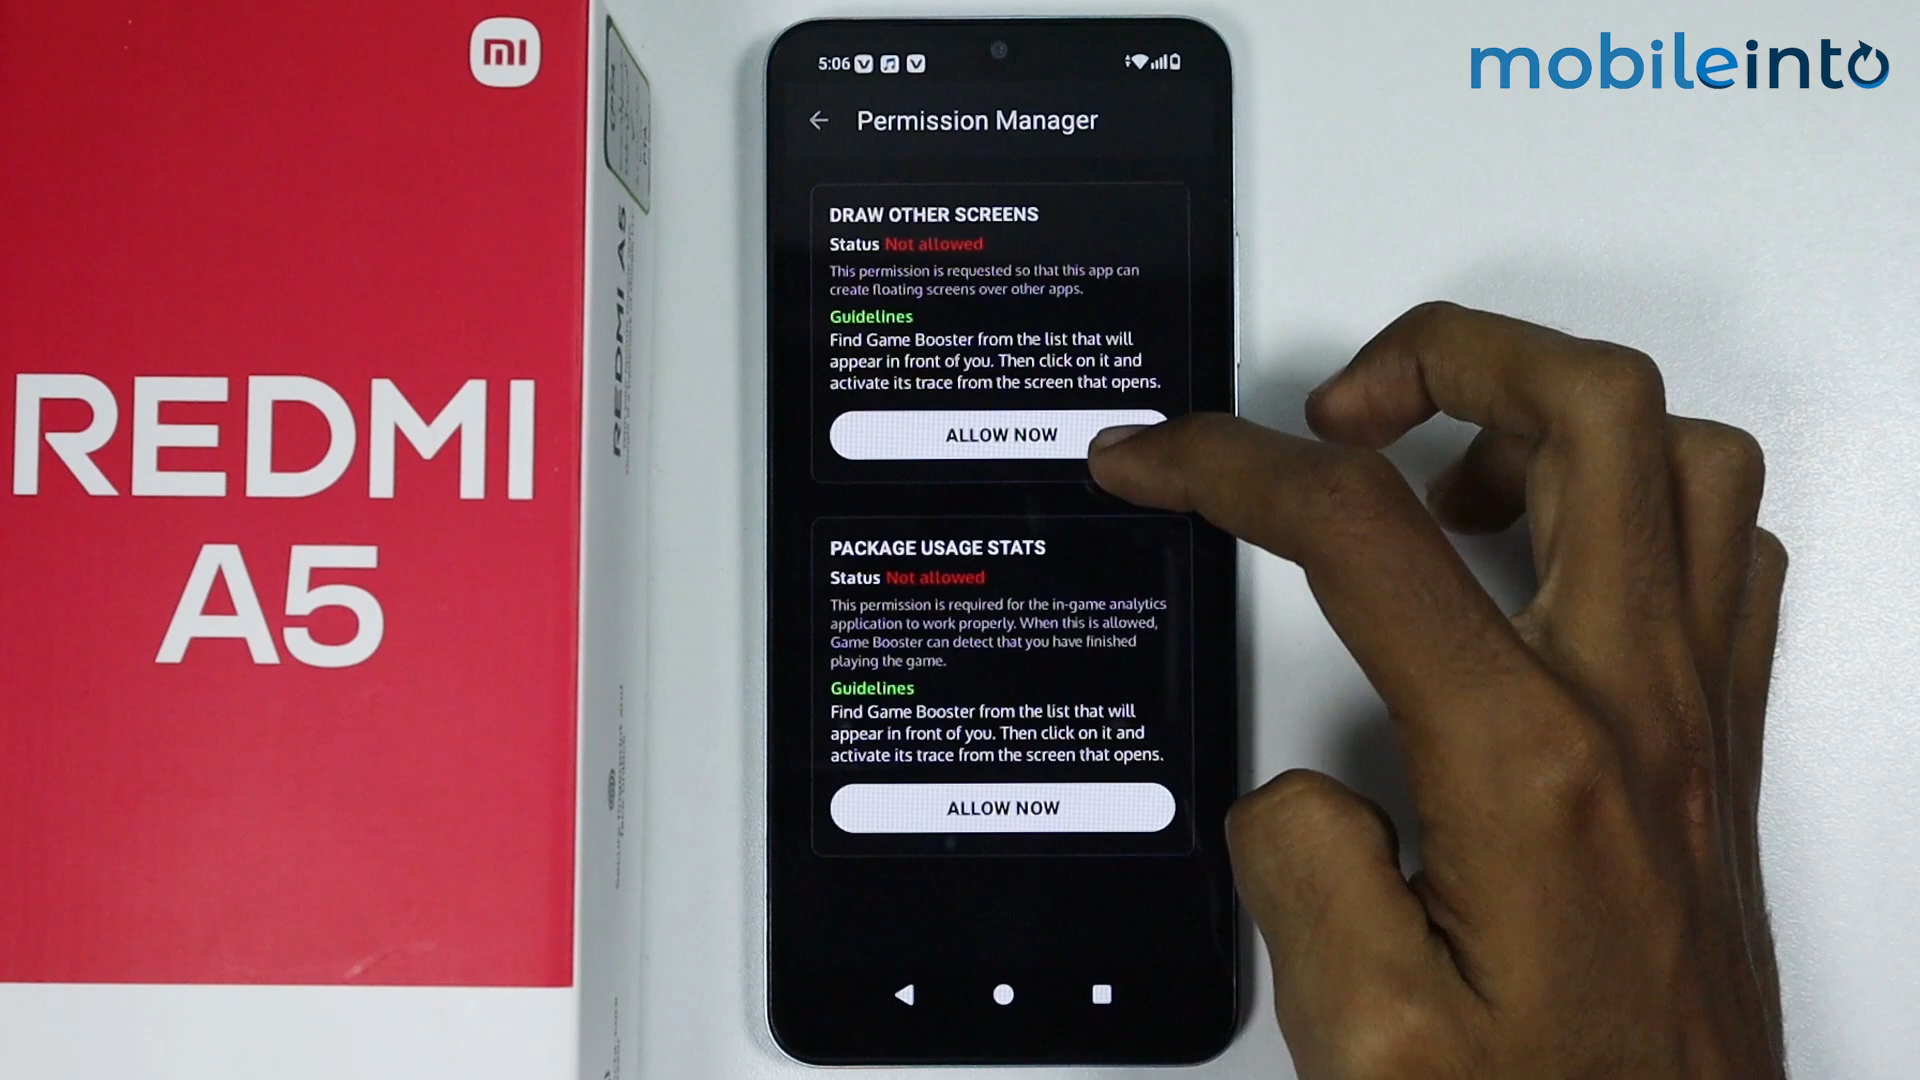 mi
REDMI
A5
REDMI A5
5:06
Permission Manager
DRAW OTHER SCREENS
Status Not allowed
This permission is requested so that this app can
create floating screens over other apps.
Guidelines
Find Game Booster from the list that will
appear in front of you. Then click on it and
activate its trace from the screen that opens.
ALLOW NOW
PACKAGE USAGE STATS
Status Not allowed
This permission is required for the in-game analytics
application to work properly. When this is allowed,
Game Booster can detect that you have finished
playing the game.
Guidelines
Find Game Booster from the list that will
appear in front of you. Then click on it and
activate its trace from the screen that opens.
ALLOW NOW
mobileinto